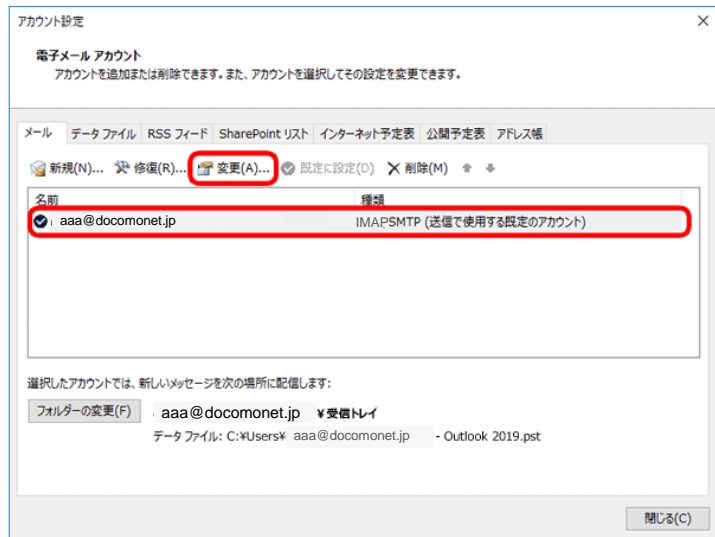 アカウント設定
電子メール アカウント
アカウントを追加または削除できます。また、アカウントを選択してその設定を変更できます。
メール データ ファイル RSS フィード SharePoint リスト インターネット予定表 公開予定表 アドレス帳
新規(N)... 修復(R)... 変更(A)... 既定に設定(D) 削除(M)
名前 種類
aaa@docomonet.jp IMAPSMTP (送信で使用する既定のアカウント)
選択したアカウントでは、新しいメッセージを次の場所に配信します:
フォルダーの変更(F) aaa@docomonet.jp ¥受信トレイ
データ ファイル: C:¥Users¥ aaa@docomonet.jp - Outlook 2019.pst
閉じる(C)